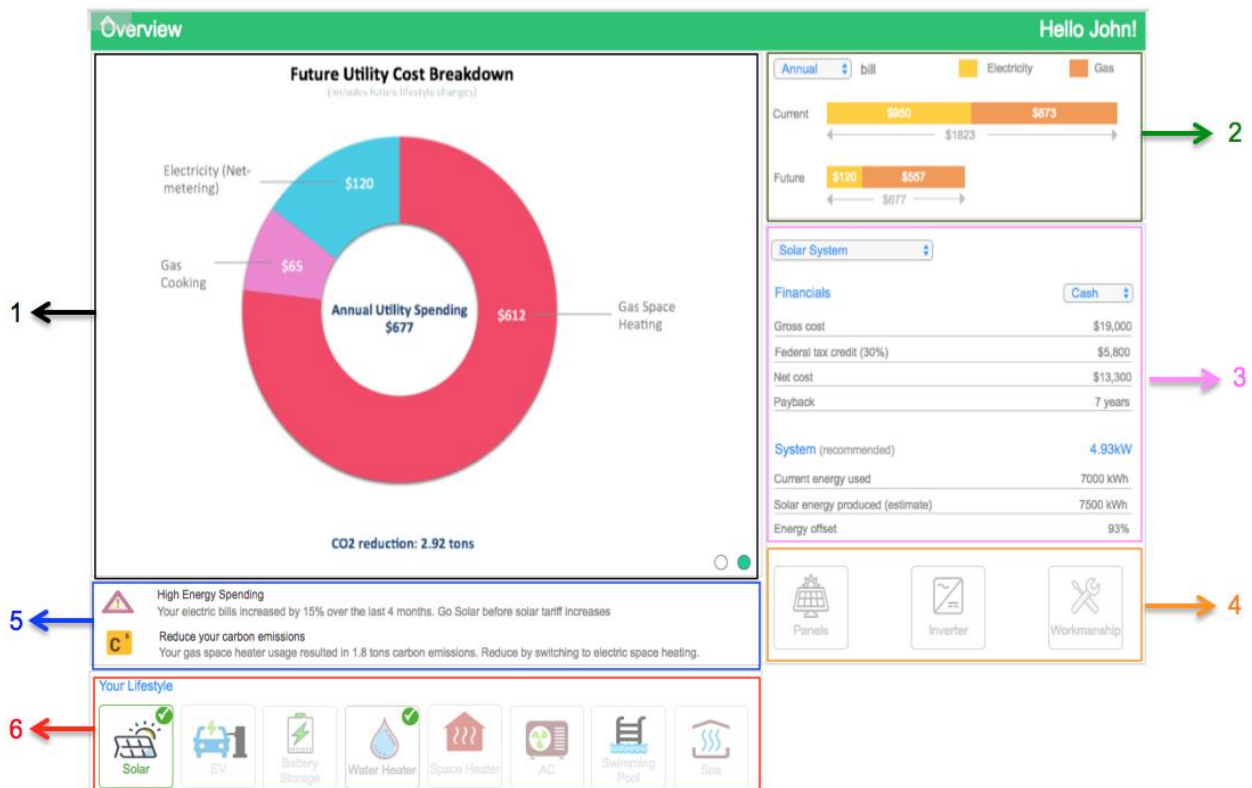 Overview
Hello John!
Future Utility Cost Breakdown
(includes future lifestyle changes)
Electricity (Net-
metering)
$120
Gas
Cooking
$65
Annual Utility Spending
$677
$612
Gas Space
Heating
CO2 reduction: 2.92 tons
1
Annual bill Electricity Gas
Current $950 $873
$1823
Future $120 $557
$677
2
Solar System
Financials Cash
Gross cost $19,000
Federal tax credit (30%) $5,800
Net cost $13,300
Payback 7 years
System (recommended) 4.93kW
Current energy used 7000 kWh
Solar energy produced (estimate) 7500 kWh
Energy offset 93%
3
Panels Inverter Workmanship
4
High Energy Spending
Your electric bills increased by 15% over the last 4 months. Go Solar before solar tariff increases
C 6
Reduce your carbon emissions
Your gas space heater usage resulted in 1.8 tons carbon emissions. Reduce by switching to electric space heating.
5
Your Lifestyle
Solar EV Battery Storage Water Heater Space Heater AC Swimming Pool Spa
6